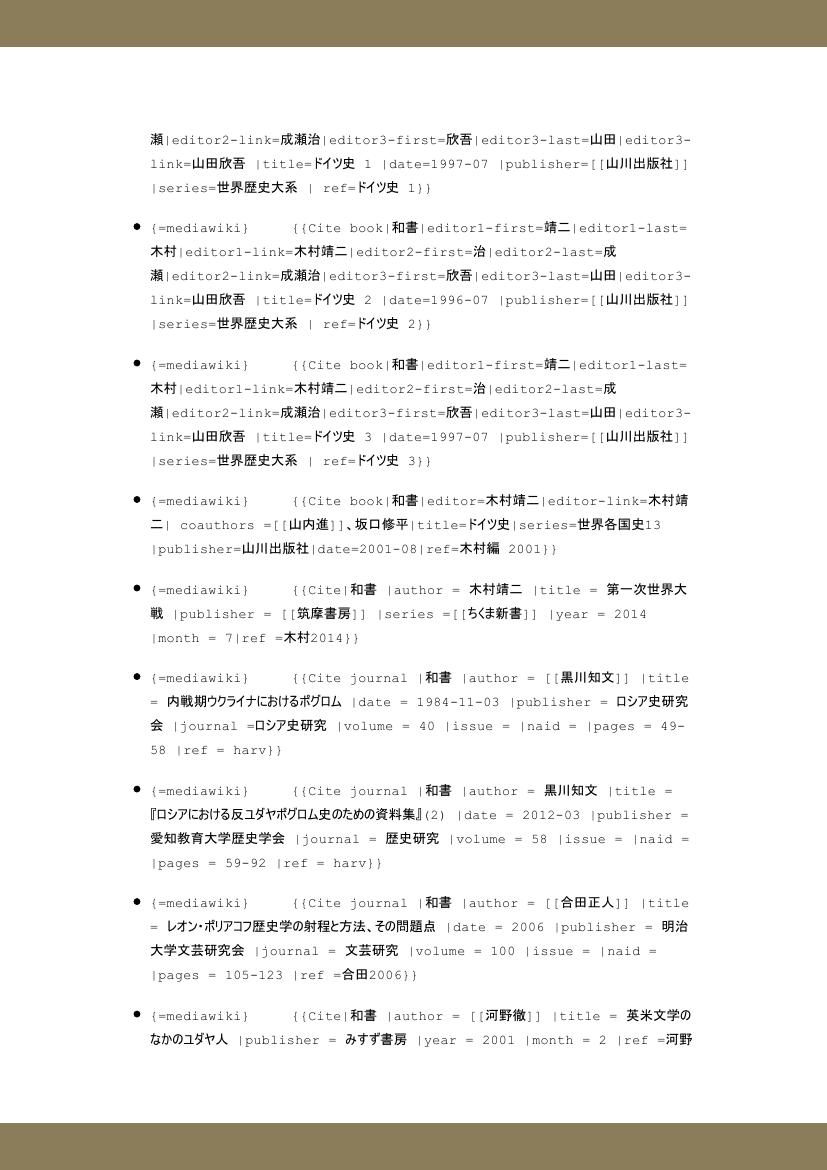 瀬|editor2-link=成瀬治|editor3-first=欣吾|editor3-last=山田|editor3-
link=山田欣吾 |title=ドイツ史 1 |date=1997-07 |publisher=[[山川出版社]]
|series=世界歴史大系 | ref=ドイツ史 1}}
• {=mediawiki} {{Cite book|和書|editor1-first=靖二|editor1-last=
木村|editor1-link=木村靖二|editor2-first=治|editor2-last=成
瀬|editor2-link=成瀬治|editor3-first=欣吾|editor3-last=山田|editor3-
link=山田欣吾 |title=ドイツ史 2 |date=1996-07 |publisher=[[山川出版社]]
|series=世界歴史大系 | ref=ドイツ史 2}}
• {=mediawiki} {{Cite book|和書|editor1-first=靖二|editor1-last=
木村|editor1-link=木村靖二|editor2-first=治|editor2-last=成
瀬|editor2-link=成瀬治|editor3-first=欣吾|editor3-last=山田|editor3-
link=山田欣吾 |title=ドイツ史 3 |date=1997-07 |publisher=[[山川出版社]]
|series=世界歴史大系 | ref=ドイツ史 3}}
• {=mediawiki} {{Cite book|和書|editor=木村靖二|editor-link=木村靖
二| coauthors =[[山内進]]、坂口修平|title=ドイツ史|series=世界各国史13
|publisher=山川出版社|date=2001-08|ref=木村編 2001}}
• {=mediawiki} {{Cite|和書 |author = 木村靖二 |title = 第一次世界大
戦 |publisher = [[筑摩書房]] |series =[[ちくま新書]] |year = 2014
|month = 7|ref =木村2014}}
• {=mediawiki} {{Cite journal |和書 |author = [[黒川知文]] |title
= 内戦期ウクライナにおけるポグロム |date = 1984-11-03 |publisher = ロシア史研究
会 |journal =ロシア史研究 |volume = 40 |issue = |naid = |pages = 49-
58 |ref = harv}}
• {=mediawiki} {{Cite journal |和書 |author = 黒川知文 |title =
『ロシアにおける反ユダヤポグロム史のための資料集』(2) |date = 2012-03 |publisher =
愛知教育大学歴史学会 |journal = 歴史研究 |volume = 58 |issue = |naid =
|pages = 59-92 |ref = harv}}
• {=mediawiki} {{Cite journal |和書 |author = [[合田正人]] |title
= レオン・ポリアコフ歴史学の射程と方法、その問題点 |date = 2006 |publisher = 明治
大学文芸研究会 |journal = 文芸研究 |volume = 100 |issue = |naid =
|pages = 105-123 |ref =合田2006}}
• {=mediawiki} {{Cite|和書 |author = [[河野徹]] |title = 英米文学の
なかのユダヤ人 |publisher = みすず書房 |year = 2001 |month = 2 |ref =河野